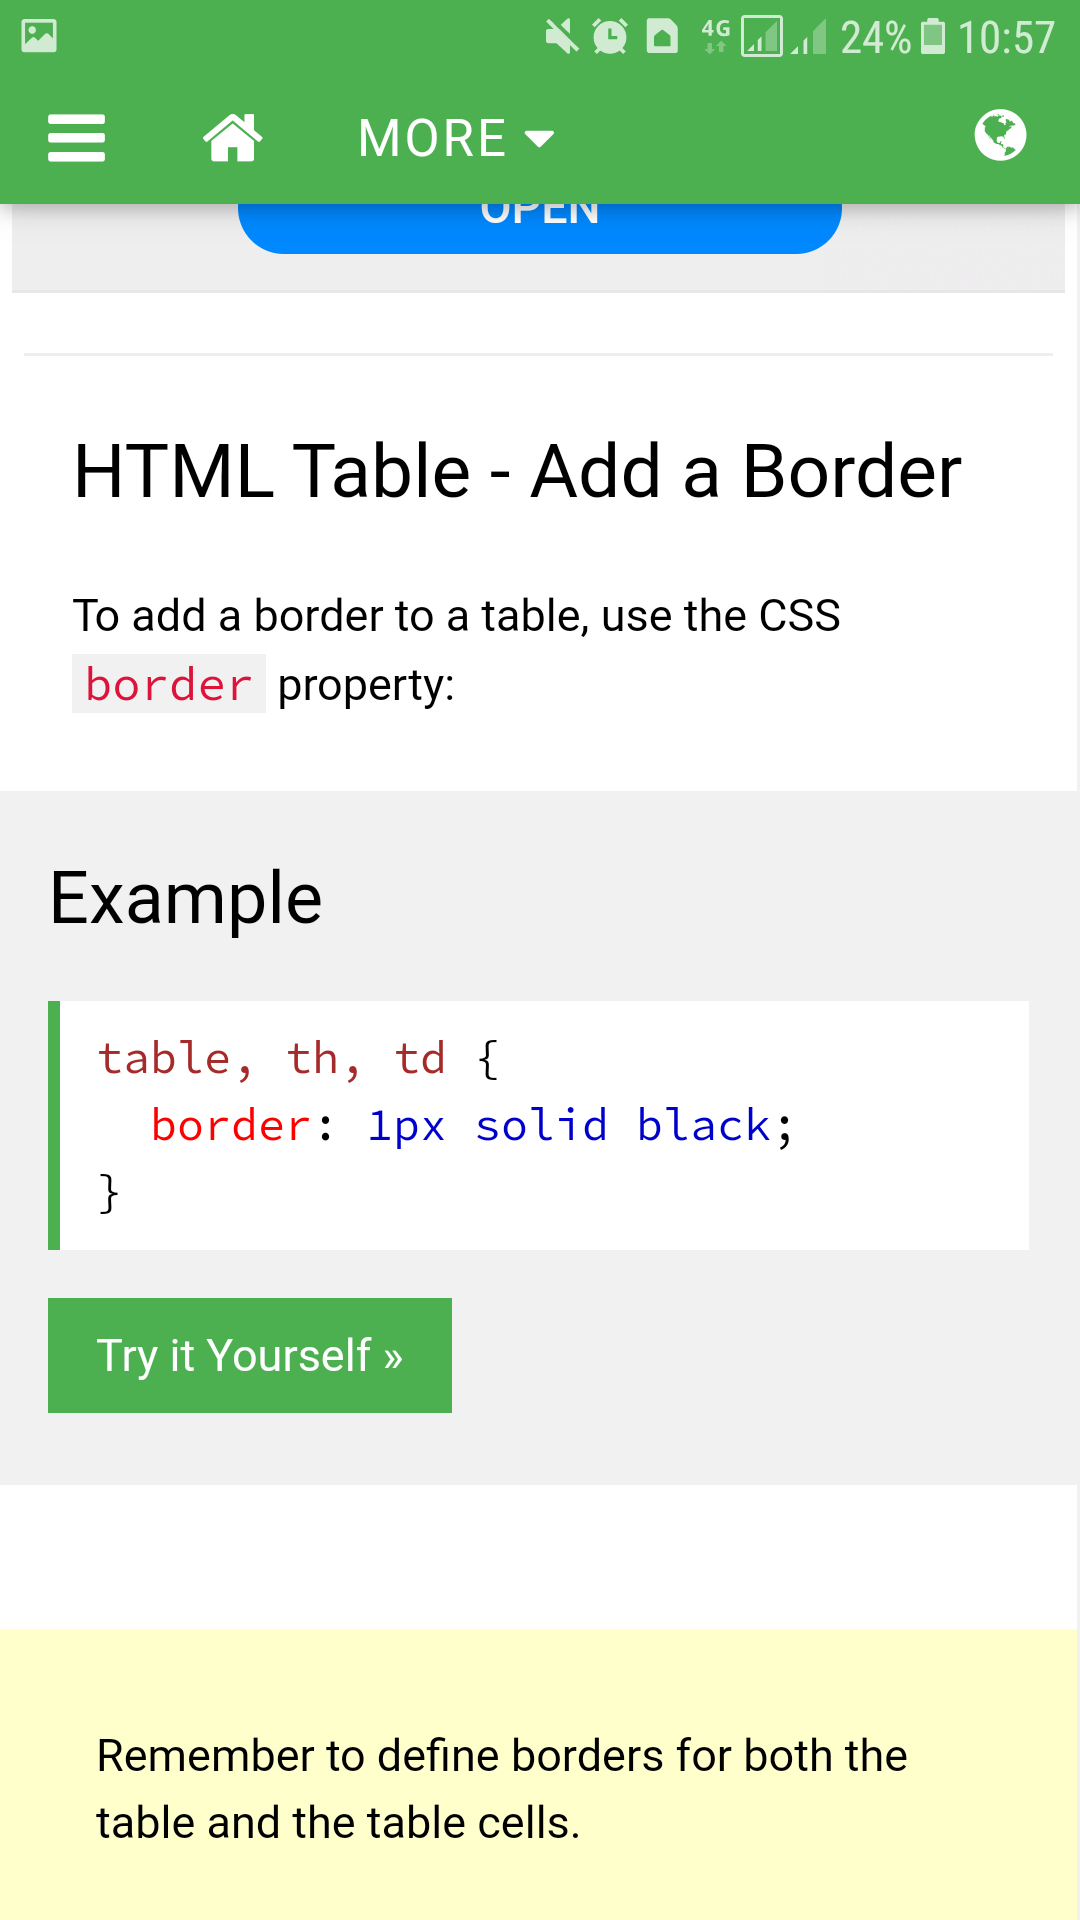 4G 24% 10:57
MORE
OPEN
HTML Table - Add a Border
To add a border to a table, use the CSS
border property:
Example
table, th, td {
border: 1px solid black;
}
Try it Yourself »
Remember to define borders for both the
table and the table cells.